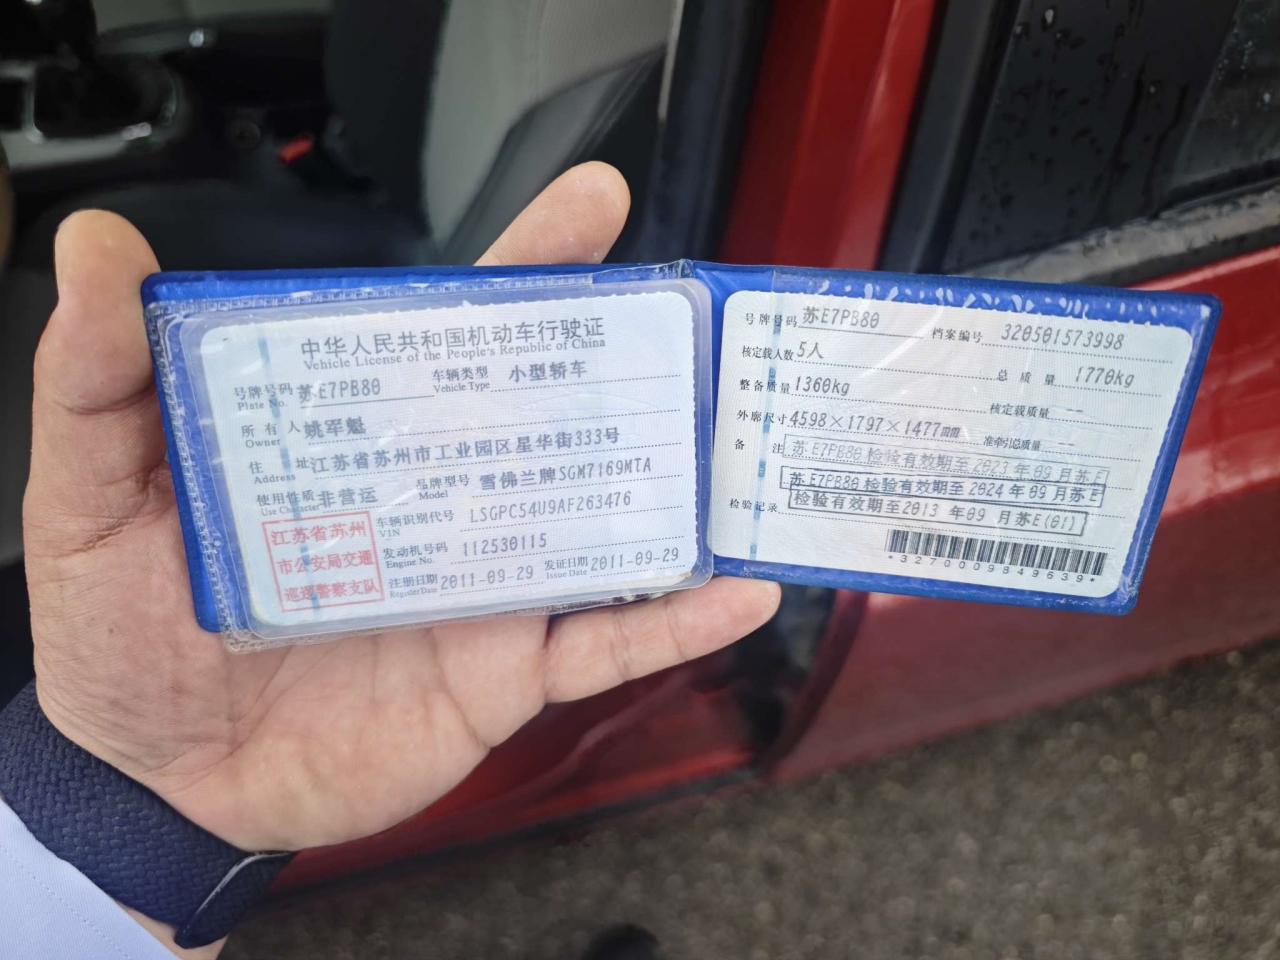 中华人民共和国机动车行驶证
Vehicle License of the People's Republic of China
号牌号码 苏E7PB80 车辆类型 小型轿车
Plate No. Vehicle Type
所有人 姚军魁
Owner
住址 江苏省苏州市工业园区星华街333号
Address
使用性质 非营运 品牌型号 雪佛兰牌SGM7169MTA
Use Character Model
江苏省苏州
市公安局交通
巡逻警察支队
车辆识别代号 LSGPC54U9AF263476
VIN
发动机号码 112530115
Engine No.
注册日期 2011-09-29 发证日期 2011-09-29
Register Date Issue Date
号牌号码 苏E7PB80 档案编号 320501573998
核定载人数 5人 总质量 1770kg
整备质量 1360kg 核定载质量 --
外廓尺寸 4598×1797×1477mm 准牵引总质量 --
备注 苏E7PB80检验有效期至2023年09月苏E
苏E7PB80检验有效期至2024年09月苏E
检验记录 检验有效期至2013年09月苏E(01)
*3270009849639*